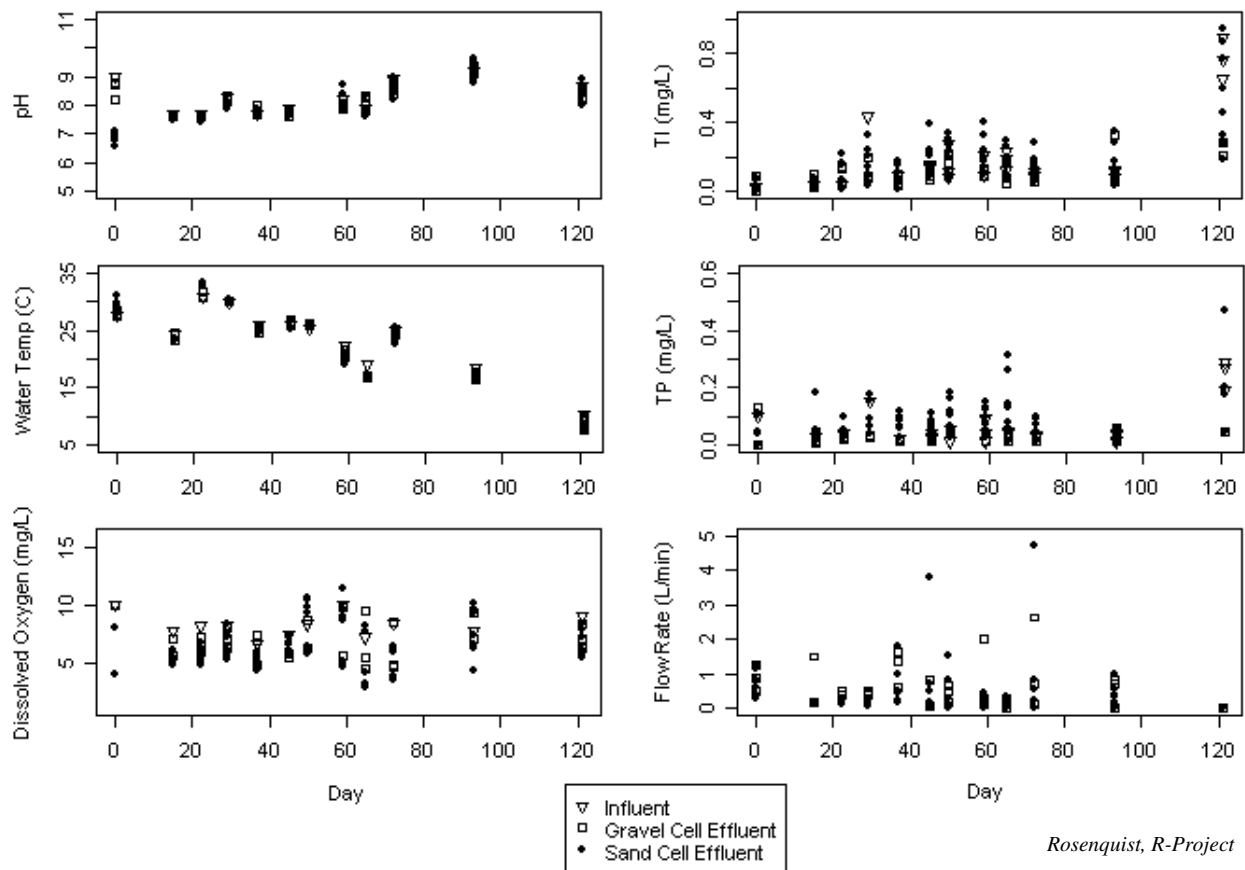 pH
11
9
8
7
6
5
0 20 40 60 80 100 120
TI (mg/L)
0.8
0.4
0.0
0 20 40 60 80 100 120
Water Temp (C)
35
25
15
5
0 20 40 60 80 100 120
TP (mg/L)
0.6
0.4
0.2
0.0
0 20 40 60 80 100 120
Dissolved Oxygen (mg/L)
15
10
5
0 20 40 60 80 100 120
Day
FlowRate (L/min)
5
4
3
2
1
0
0 20 40 60 80 100 120
Day
Influent
Gravel Cell Effluent
Sand Cell Effluent
Rosenquist, R-Project